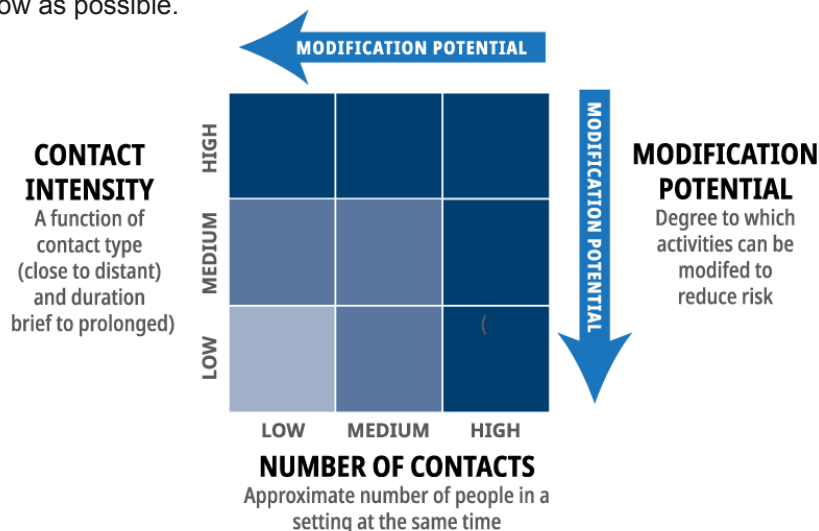 ow as possible.
MODIFICATION POTENTIAL
CONTACT
INTENSITY
A function of
contact type
(close to distant)
and duration
brief to prolonged)
HIGH
MEDIUM
LOW
(
MODIFICATION POTENTIAL
MODIFICATION
POTENTIAL
Degree to which
activities can be
modifed to
reduce risk
LOW MEDIUM HIGH
NUMBER OF CONTACTS
Approximate number of people in a
setting at the same time